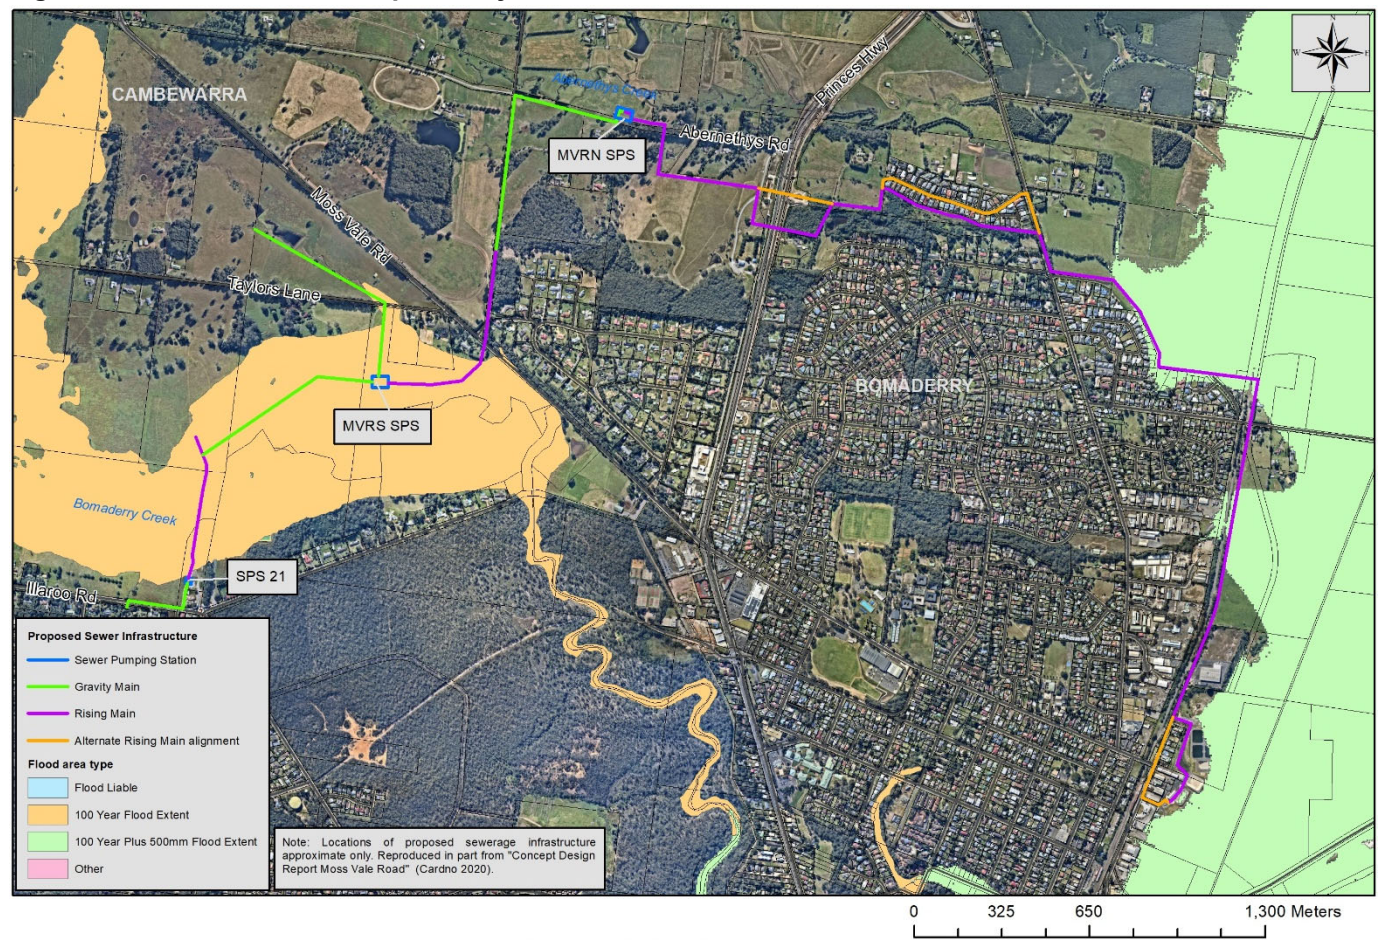 CAMBEWARRA
Abernethys Creek
Princes Hwy
MVRN SPS
Abernethys Rd
Moss Vale Rd
Taylors Lane
BOMADERRY
MVRS SPS
Bomaderry Creek
SPS 21
Illaroo Rd
N
W
E
S
Proposed Sewer Infrastructure
Sewer Pumping Station
Gravity Main
Rising Main
Alternate Rising Main alignment
Flood area type
Flood Liable
100 Year Flood Extent
100 Year Plus 500mm Flood Extent
Other
Note: Locations of proposed sewerage infrastructure
approximate only. Reproduced in part from "Concept Design
Report Moss Vale Road" (Cardno 2020).
0 325 650 1,300 Meters